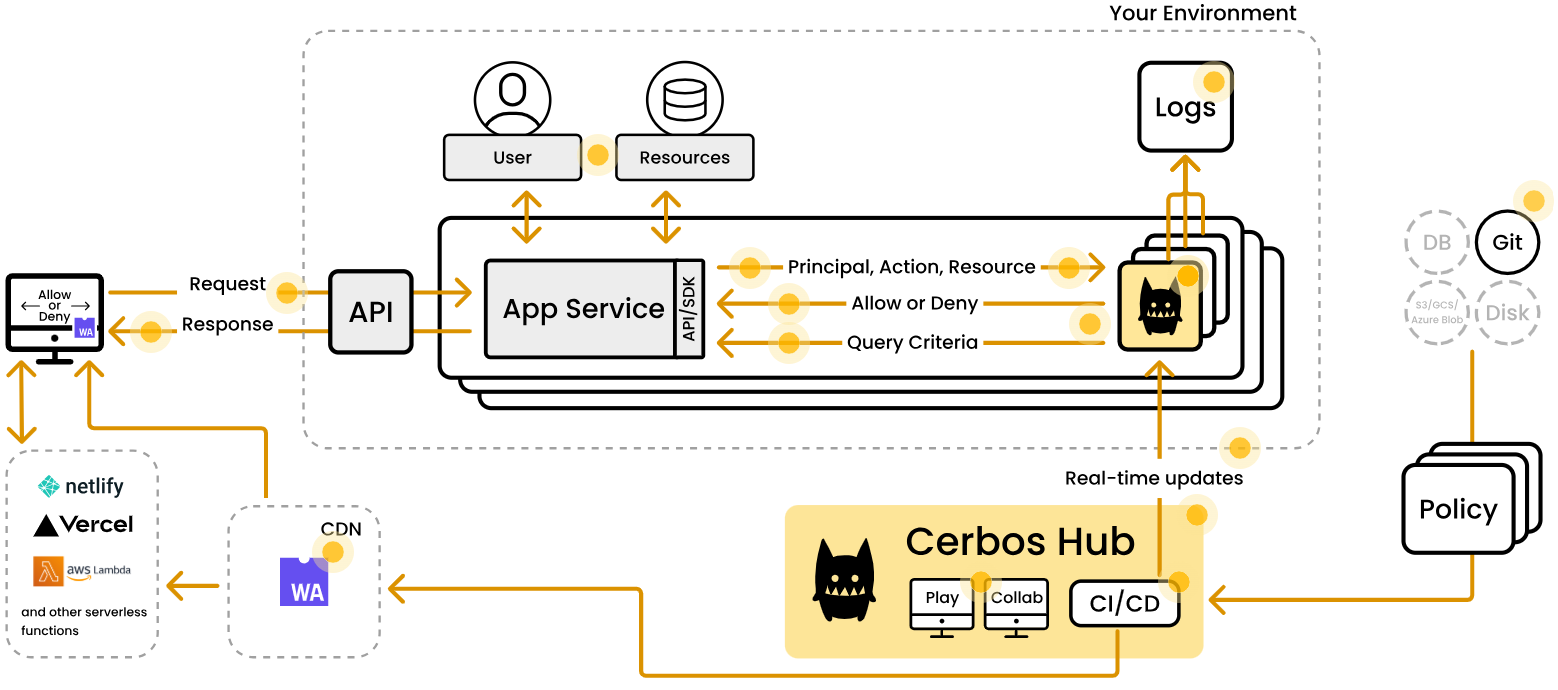 Your Environment
Logs
User
Resources
DB
Git
S3/GCS/
Azure Blob
Disk
Allow
or
Deny
WA
Request
Response
API
App Service
API/SDK
Principal, Action, Resource
Allow or Deny
Query Criteria
Real-time updates
Policy
netlify
Vercel
aws Lambda
and other serverless
functions
CDN
WA
Cerbos Hub
Play
Collab
CI/CD